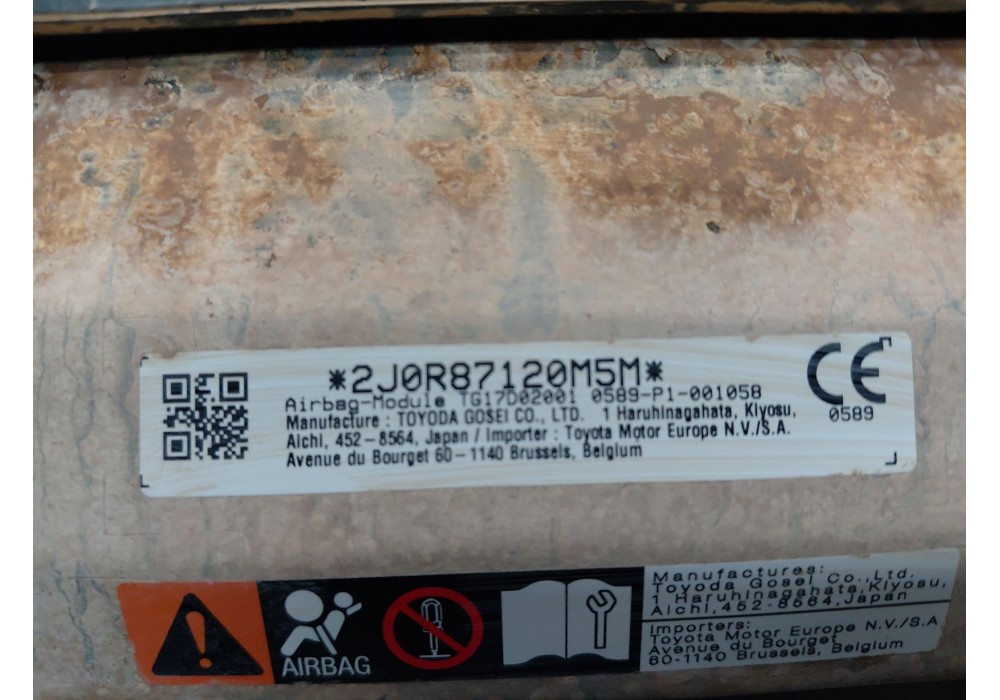 *2J0R87120M5M*
Airbag-Module TG17D02001 0589-P1-001058
Manufacture : TOYODA GOSEI CO., LTD. 1 Haruhinagahata, Kiyosu,
Aichi, 452-8564, Japan / Importer : Toyota Motor Europe N.V./S.A.
Avenue du Bourget 60-1140 Brussels, Belgium
CE
0589
AIRBAG
Manufactures:
Toyoda Gosei Co.,Ltd.
1 Haruhinagahata,Kiyosu,
Aichi,452-8564,Japan
Importers:
Toyota Motor Europe N.V./S.A
Avenue du Bourget
60-1140 Brussels, Belgium